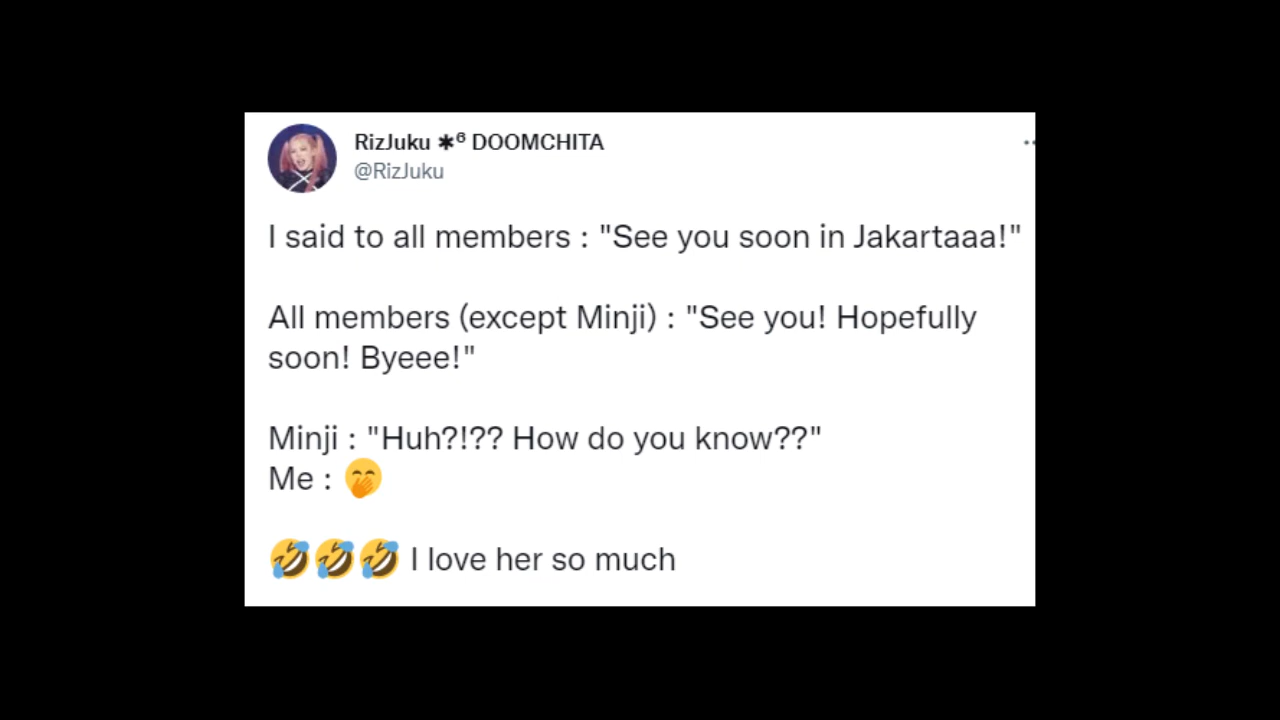 RizJuku ✱⁶ DOOMCHITA
@RizJuku
I said to all members : "See you soon in Jakartaaa!"
All members (except Minji) : "See you! Hopefully
soon! Byeee!"
Minji : "Huh?!?? How do you know??"
Me : 🤭
🤣🤣🤣 I love her so much